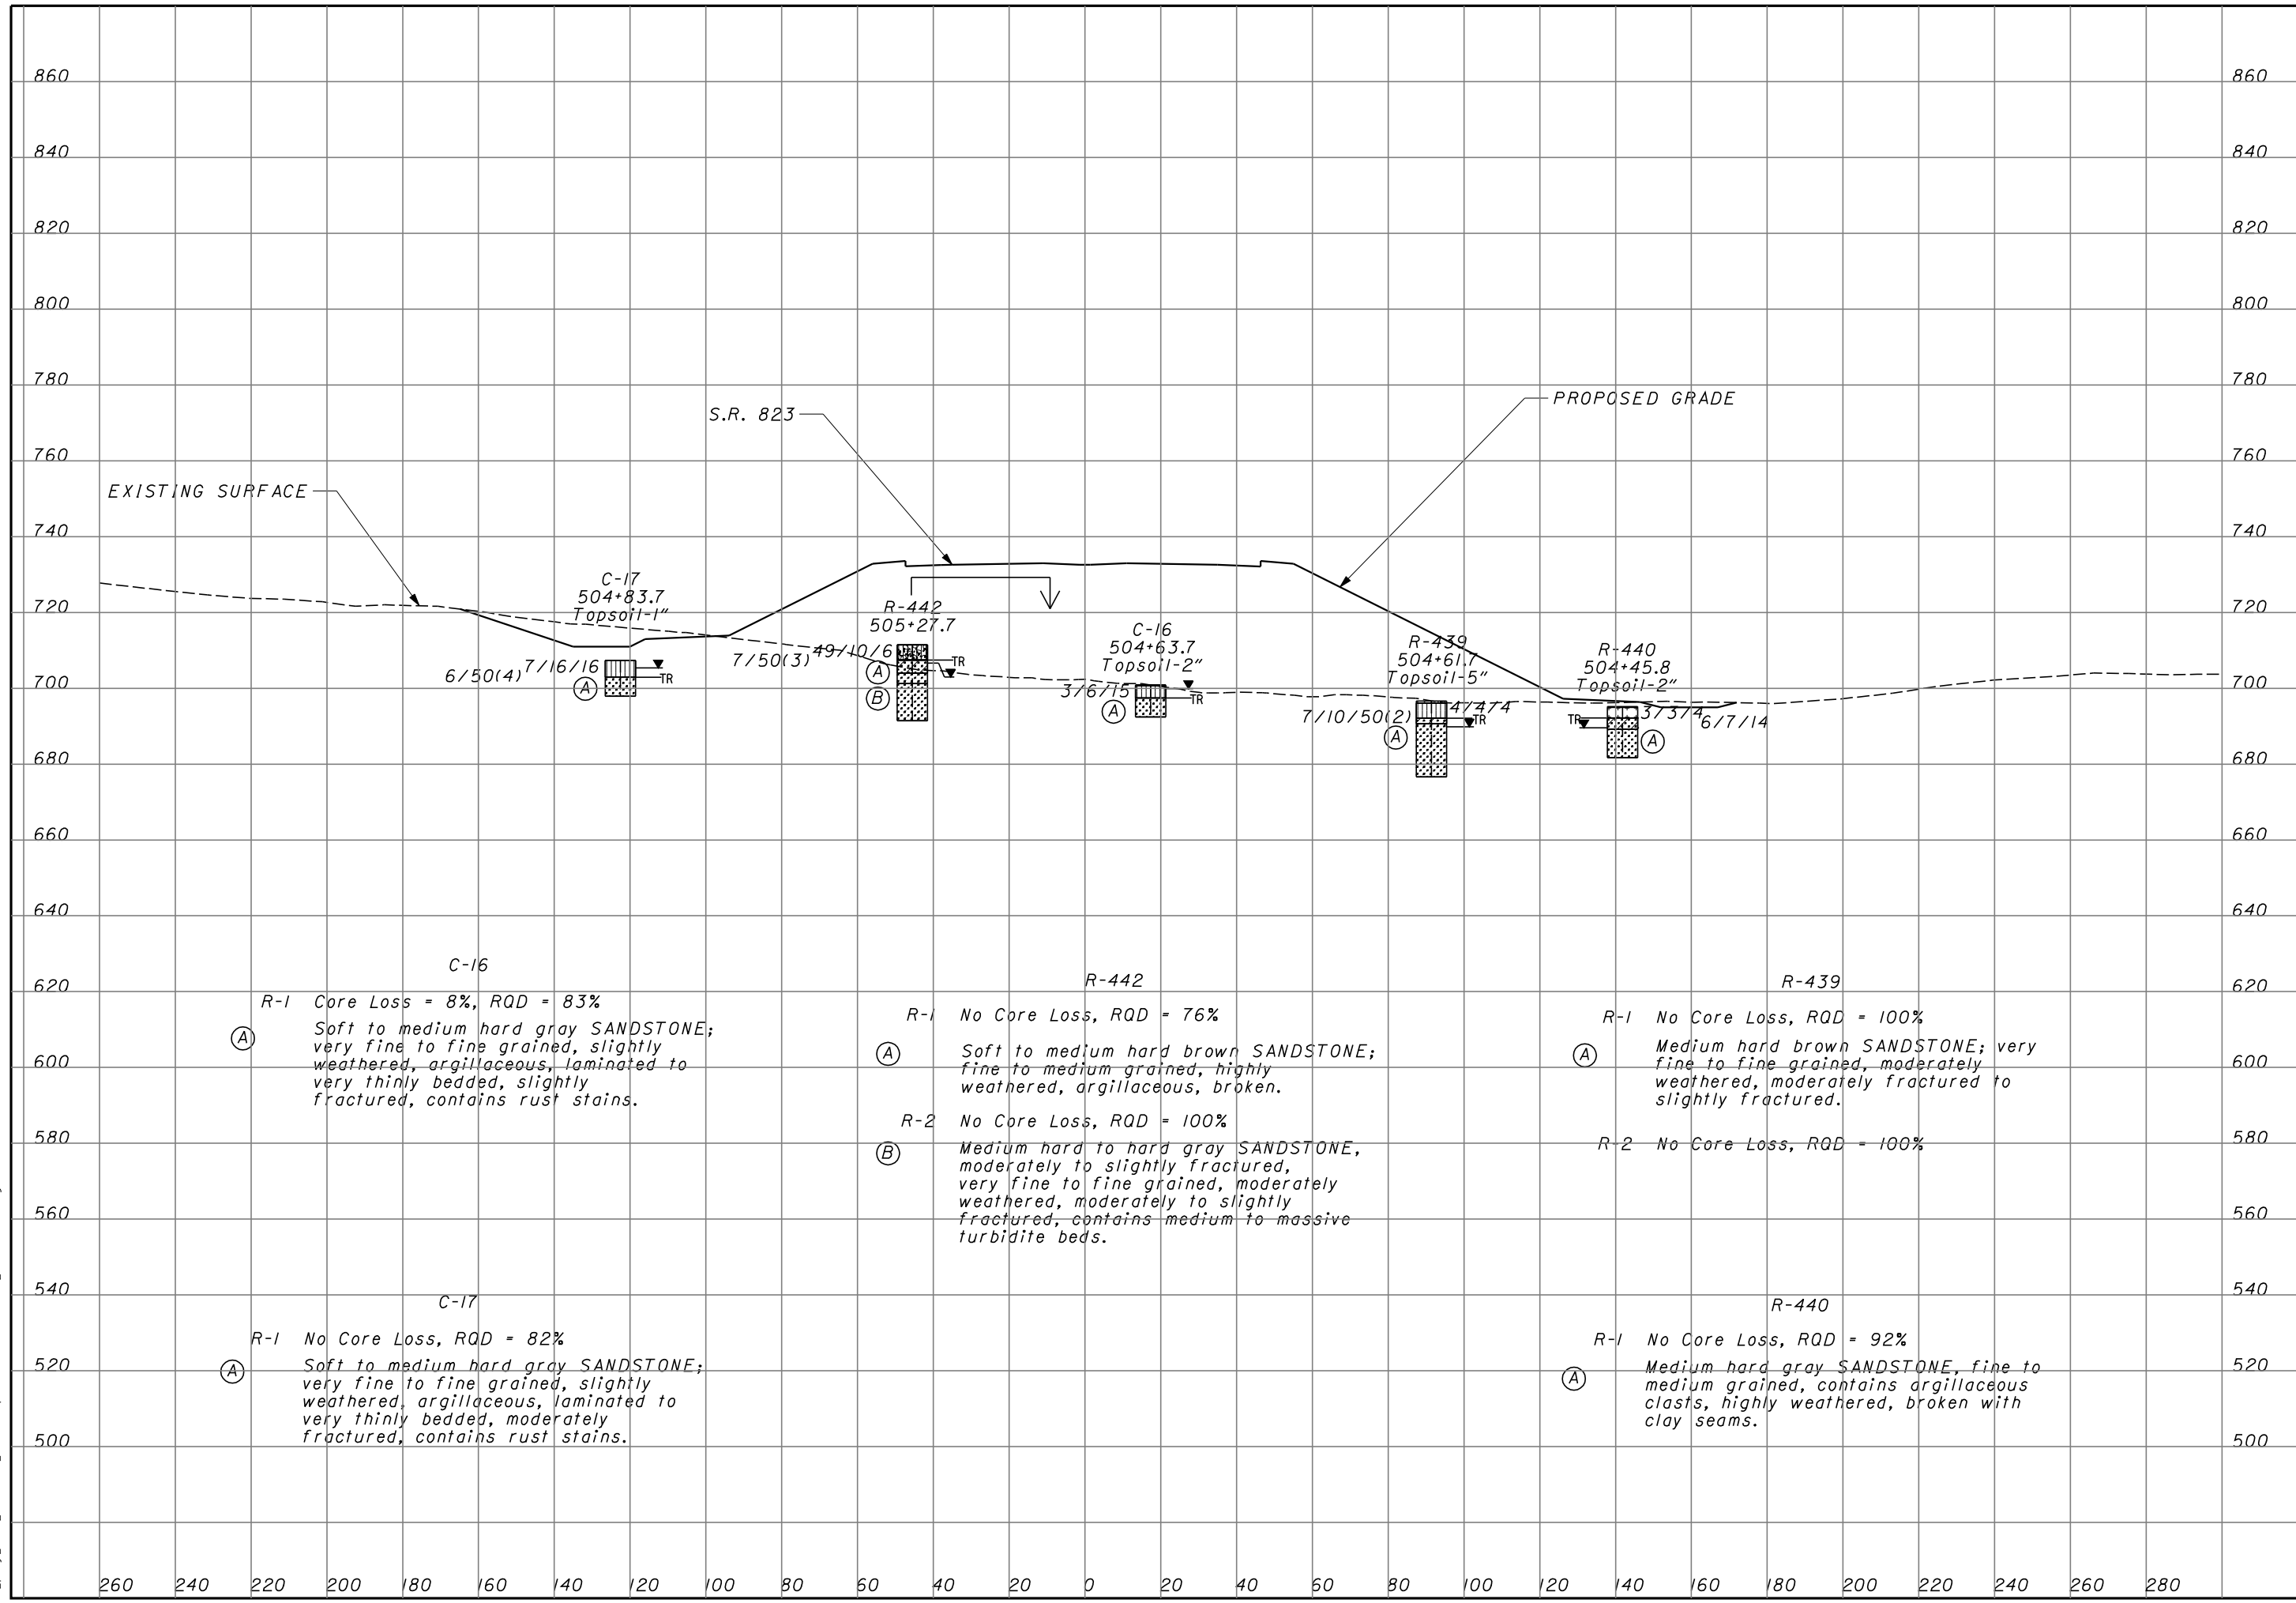 860 860
840 840
820 820
800 800
780 780
PROPOSED GRADE
S.R. 823
760 760
EXISTING SURFACE
740 740
C-17
504+83.7
Topsoil-1"
720 720
R-442
505+27.7
C-16
504+63.7
Topsoil-2"
R-439
504+61.7
Topsoil-5"
R-440
504+45.8
Topsoil-2"
6/50(4) 7/16/16 TR
A
7/50(3) 49/10/6 TR
A
B
700 700
3/6/15 TR
A
7/10/50(2) 4/4/4 TR
A
TR 3/3/4 6/7/14
A
680 680
660 660
640 640
C-16
R-1 Core Loss = 8%, RQD = 83%
A
Soft to medium hard gray SANDSTONE;
very fine to fine grained, slightly
weathered, argillaceous, laminated to
very thinly bedded, slightly
fractured, contains rust stains.
R-442
R-1 No Core Loss, RQD = 76%
A
Soft to medium hard brown SANDSTONE;
fine to medium grained, highly
weathered, argillaceous, broken.
R-2 No Core Loss, RQD = 100%
B
Medium hard to hard gray SANDSTONE,
moderately to slightly fractured,
very fine to fine grained, moderately
weathered, moderately to slightly
fractured, contains medium to massive
turbidite beds.
R-439
R-1 No Core Loss, RQD = 100%
A
Medium hard brown SANDSTONE; very
fine to fine grained, moderately
weathered, moderately fractured to
slightly fractured.
R-2 No Core Loss, RQD = 100%
620 620
600 600
580 580
560 560
540 540
C-17
R-1 No Core Loss, RQD = 82%
A
Soft to medium hard gray SANDSTONE;
very fine to fine grained, slightly
weathered, argillaceous, laminated to
very thinly bedded, moderately
fractured, contains rust stains.
R-440
R-1 No Core Loss, RQD = 92%
A
Medium hard gray SANDSTONE, fine to
medium grained, contains argillaceous
clasts, highly weathered, broken with
clay seams.
520 520
500 500
260 240 220 200 180 160 140 120 100 80 60 40 20 0 20 40 60 80 100 120 140 160 180 200 220 240 260 280